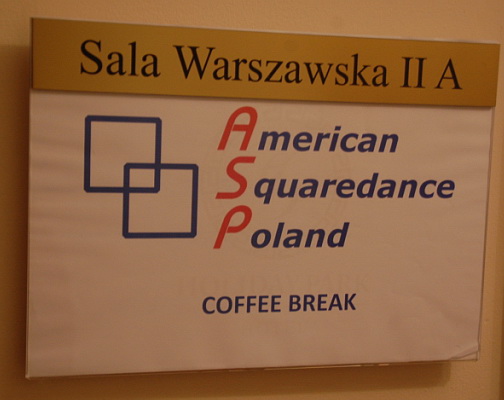 Sala Warszawska II A
American
Squaredance
Poland
COFFEE BREAK